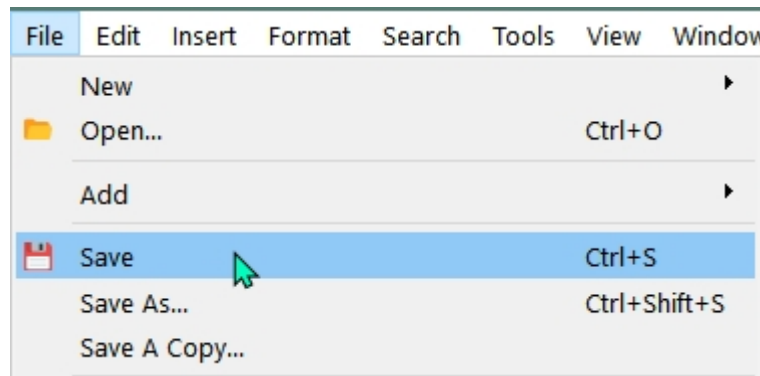 File Edit Insert Format Search Tools View Window
New
Open... Ctrl+O
Add
Save Ctrl+S
Save As... Ctrl+Shift+S
Save A Copy...